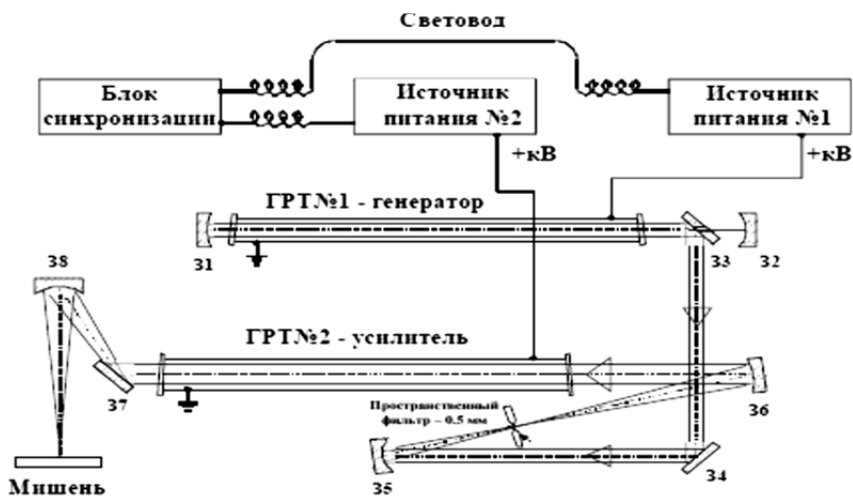 Световод
Блок
синхронизации
Источник
питания №2
Источник
питания №1
+кВ
+кВ
ГРТ№1 - генератор
31
33
32
38
ГРТ№2 - усилитель
37
Пространственный
фильтр – 0.5 мм
36
35
34
Мишень